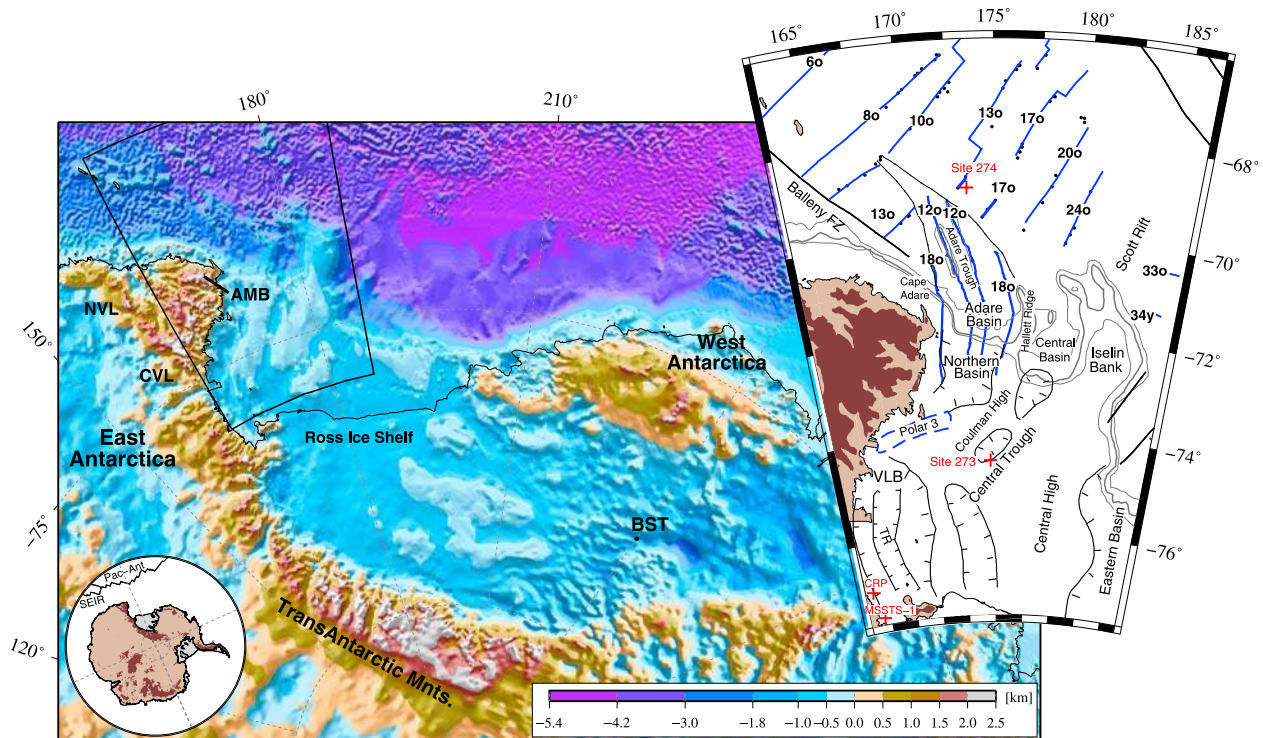 165°
170°
175°
180°
185°
180°
210°
6o
8o
10o
13o
17o
20o
24o
Site 274
17o
13o
12o
12o
18o
18o
Balleny FZ
Adare Trough
Cape
Adare
Adare
Basin
Hallett Ridge
Scott Rift
33o
34y
−68°
−70°
−72°
−74°
−76°
Central
Basin
Iselin
Bank
Northern
Basin
Polar 3
Coulman High
Site 273
Central Trough
VLB
TR
Central High
Eastern Basin
CRP
MSSTS−1
AMB
NVL
CVL
150°
East
Antarctica
West
Antarctica
Ross Ice Shelf
BST
−75°
120°
TransAntarctic Mnts.
Pac−Ant
SEIR
[km]
−5.4
−4.2
−3.0
−1.8
−1.0
−0.5
0.0
0.5
1.0
1.5
2.0
2.5